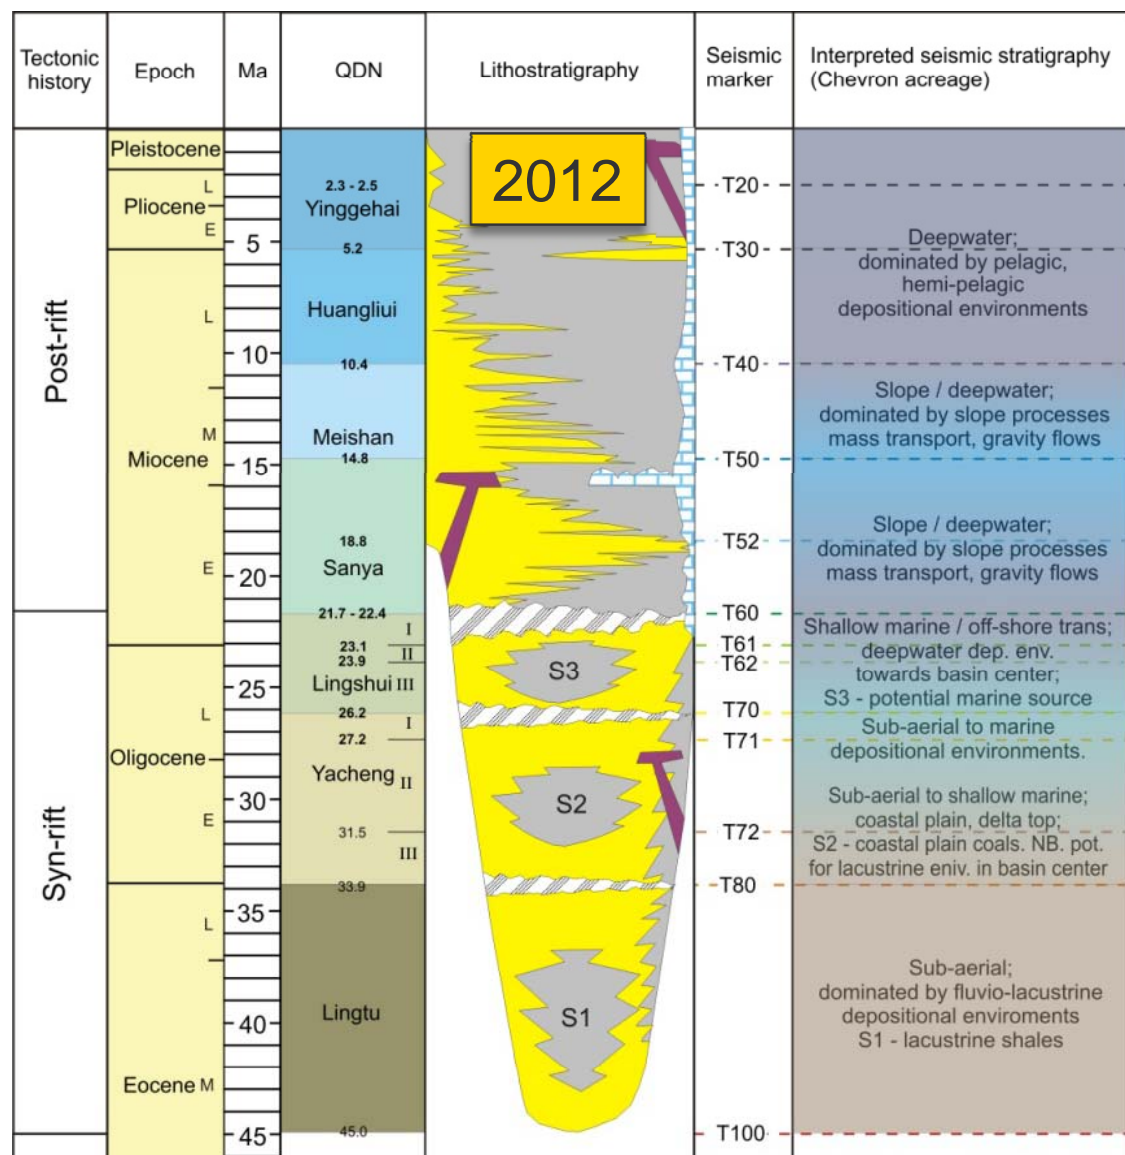 Tectonic
history
Epoch
Ma
QDN
Lithostratigraphy
Seismic
marker
Interpreted seismic stratigraphy
(Chevron acreage)
Post-rift
Syn-rift
Pleistocene
L
Pliocene
E
L
M
Miocene
E
L
Oligocene
E
L
Eocene M
5
10
15
20
25
30
35
40
45
2.3 - 2.5
Yinggehai
5.2
Huangliui
10.4
Meishan
14.8
18.8
Sanya
21.7 - 22.4
I
23.1
II
23.9
Lingshui III
26.2
I
27.2
Yacheng II
31.5
III
33.9
Lingtu
45.0
2012
S3
S2
S1
T20
T30
T40
T50
T52
T60
T61
T62
T70
T71
T72
T80
T100
Deepwater;
dominated by pelagic,
hemi-pelagic
depositional environments
Slope / deepwater;
dominated by slope processes
mass transport, gravity flows
Slope / deepwater;
dominated by slope processes
mass transport, gravity flows
Shallow marine / off-shore trans;
deepwater dep. env.
towards basin center;
S3 - potential marine source
Sub-aerial to marine
depositional environments.
Sub-aerial to shallow marine;
coastal plain, delta top;
S2 - coastal plain coals. NB. pot.
for lacustrine eniv. in basin center
Sub-aerial;
dominated by fluvio-lacustrine
depositional enviroments
S1 - lacustrine shales